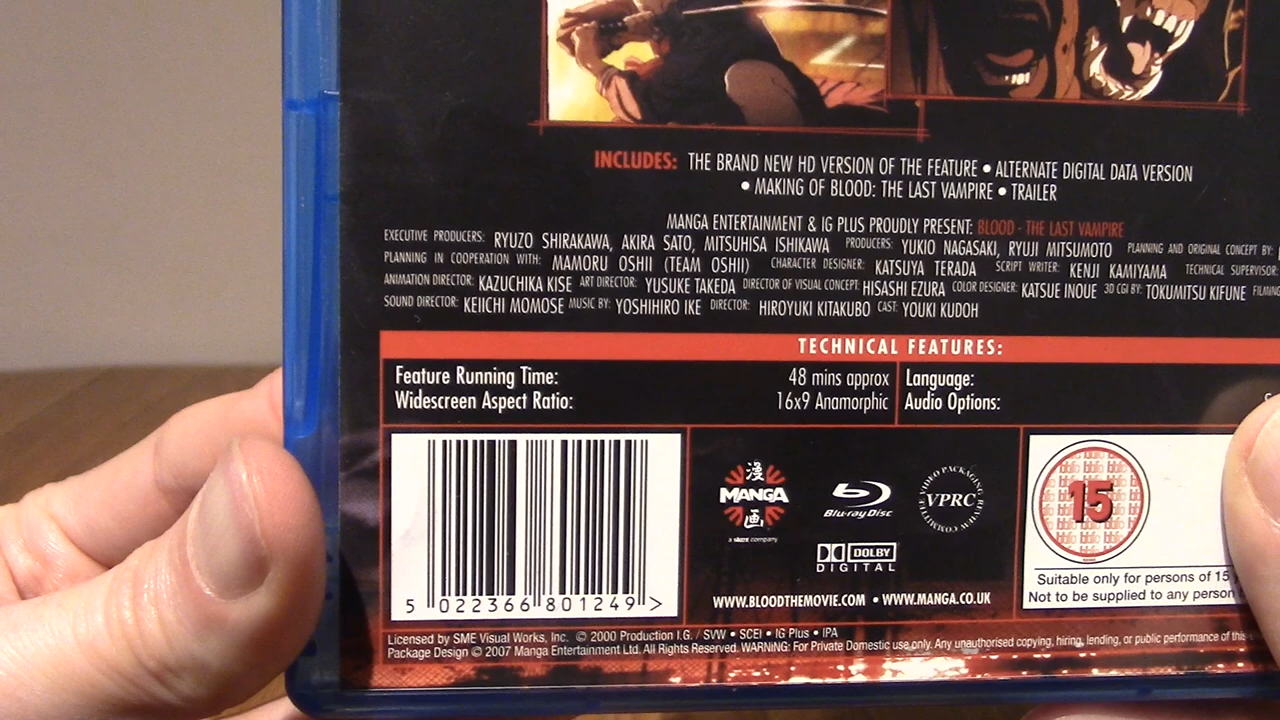 INCLUDES: THE BRAND NEW HD VERSION OF THE FEATURE • ALTERNATE DIGITAL DATA VERSION
• MAKING OF BLOOD: THE LAST VAMPIRE • TRAILER
MANGA ENTERTAINMENT & IG PLUS PROUDLY PRESENT: BLOOD - THE LAST VAMPIRE
EXECUTIVE PRODUCERS: RYUZO SHIRAKAWA, AKIRA SATO, MITSUHISA ISHIKAWA PRODUCERS: YUKIO NAGASAKI, RYUJI MITSUMOTO PLANNING AND ORIGINAL CONCEPT BY:
PLANNING IN COOPERATION WITH: MAMORU OSHII (TEAM OSHII) CHARACTER DESIGNER: KATSUYA TERADA SCRIPT WRITER: KENJI KAMIYAMA TECHNICAL SUPERVISOR:
ANIMATION DIRECTOR: KAZUCHIKA KISE ART DIRECTOR: YUSUKE TAKEDA DIRECTOR OF VISUAL CONCEPT: HISASHI EZURA COLOR DESIGNER: KATSUE INOUE 3D CGI BY: TOKUMITSU KIFUNE
SOUND DIRECTOR: KEIICHI MOMOSE MUSIC BY: YOSHIHIRO IKE DIRECTOR: HIROYUKI KITAKUBO CAST: YOUKI KUDOH
TECHNICAL FEATURES:
Feature Running Time: 48 mins approx Language:
Widescreen Aspect Ratio: 16x9 Anamorphic Audio Options:
漫
MANGA
画
a starz company
Blu-ray Disc
VIDEO PACKAGING REVIEW COMMITTEE
VPRC
DOLBY
DIGITAL
WWW.BLOODTHEMOVIE.COM • WWW.MANGA.CO.UK
5 022366 801249 >
bbfc
15
Suitable only for persons of 15
Not to be supplied to any person
Licensed by SME Visual Works, Inc. © 2000 Production I.G. / SVW • SCEI • IG Plus • IPA
Package Design © 2007 Manga Entertainment Ltd. All Rights Reserved. WARNING: For Private Domestic use only. Any unauthorised copying, hiring, lending, or public performance of this